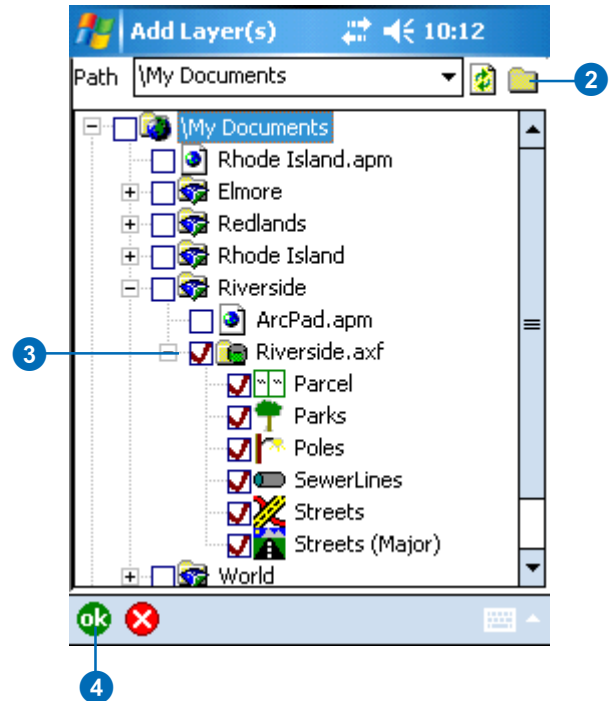 Add Layer(s) 10:12
Path \My Documents
2
\My Documents
Rhode Island.apm
Elmore
Redlands
Rhode Island
Riverside
ArcPad.apm
3
Riverside.axf
Parcel
Parks
Poles
SewerLines
Streets
Streets (Major)
World
ok
4